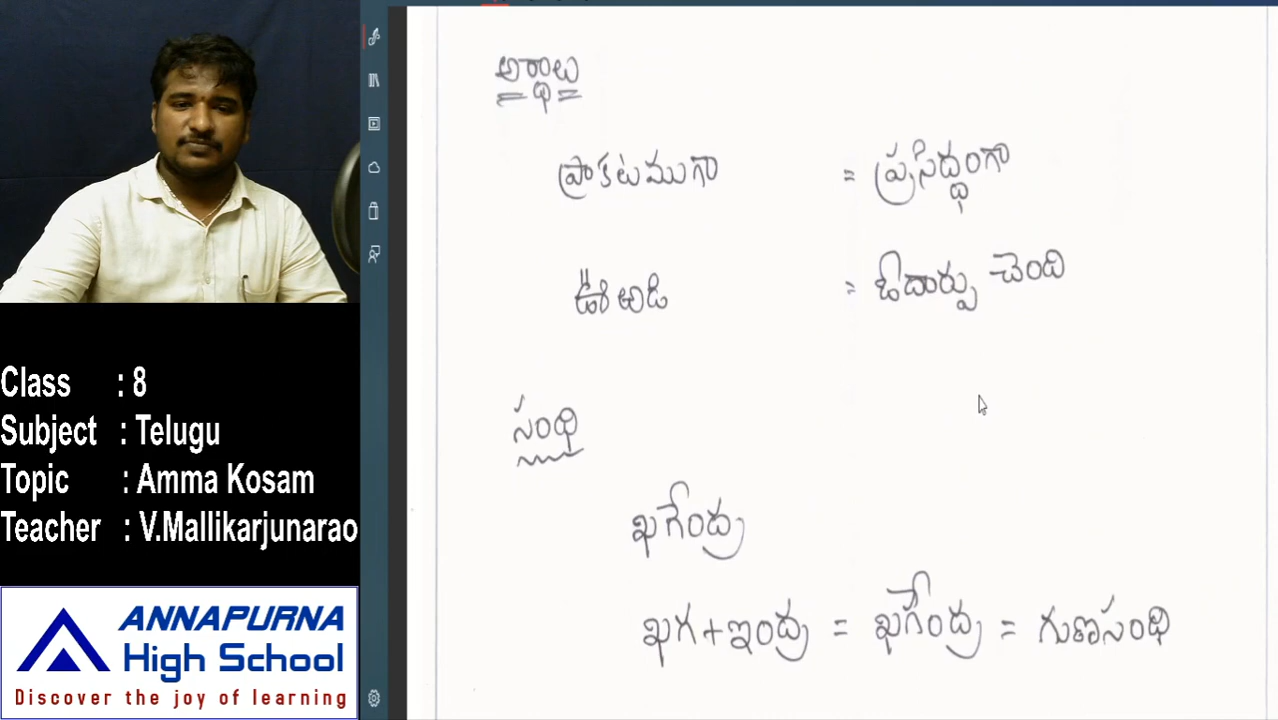 అర్థాలు
ప్రాకటముగా = ప్రసిద్ధంగా
ఊఱడి = ఓదార్పు చెంది
సంధి
ఖగేంద్ర
ఖగ + ఇంద్ర = ఖగేంద్ర = గుణసంధి
Class : 8
Subject : Telugu
Topic : Amma Kosam
Teacher : V.Mallikarjunarao
ANNAPURNA
High School
Discover the joy of learning